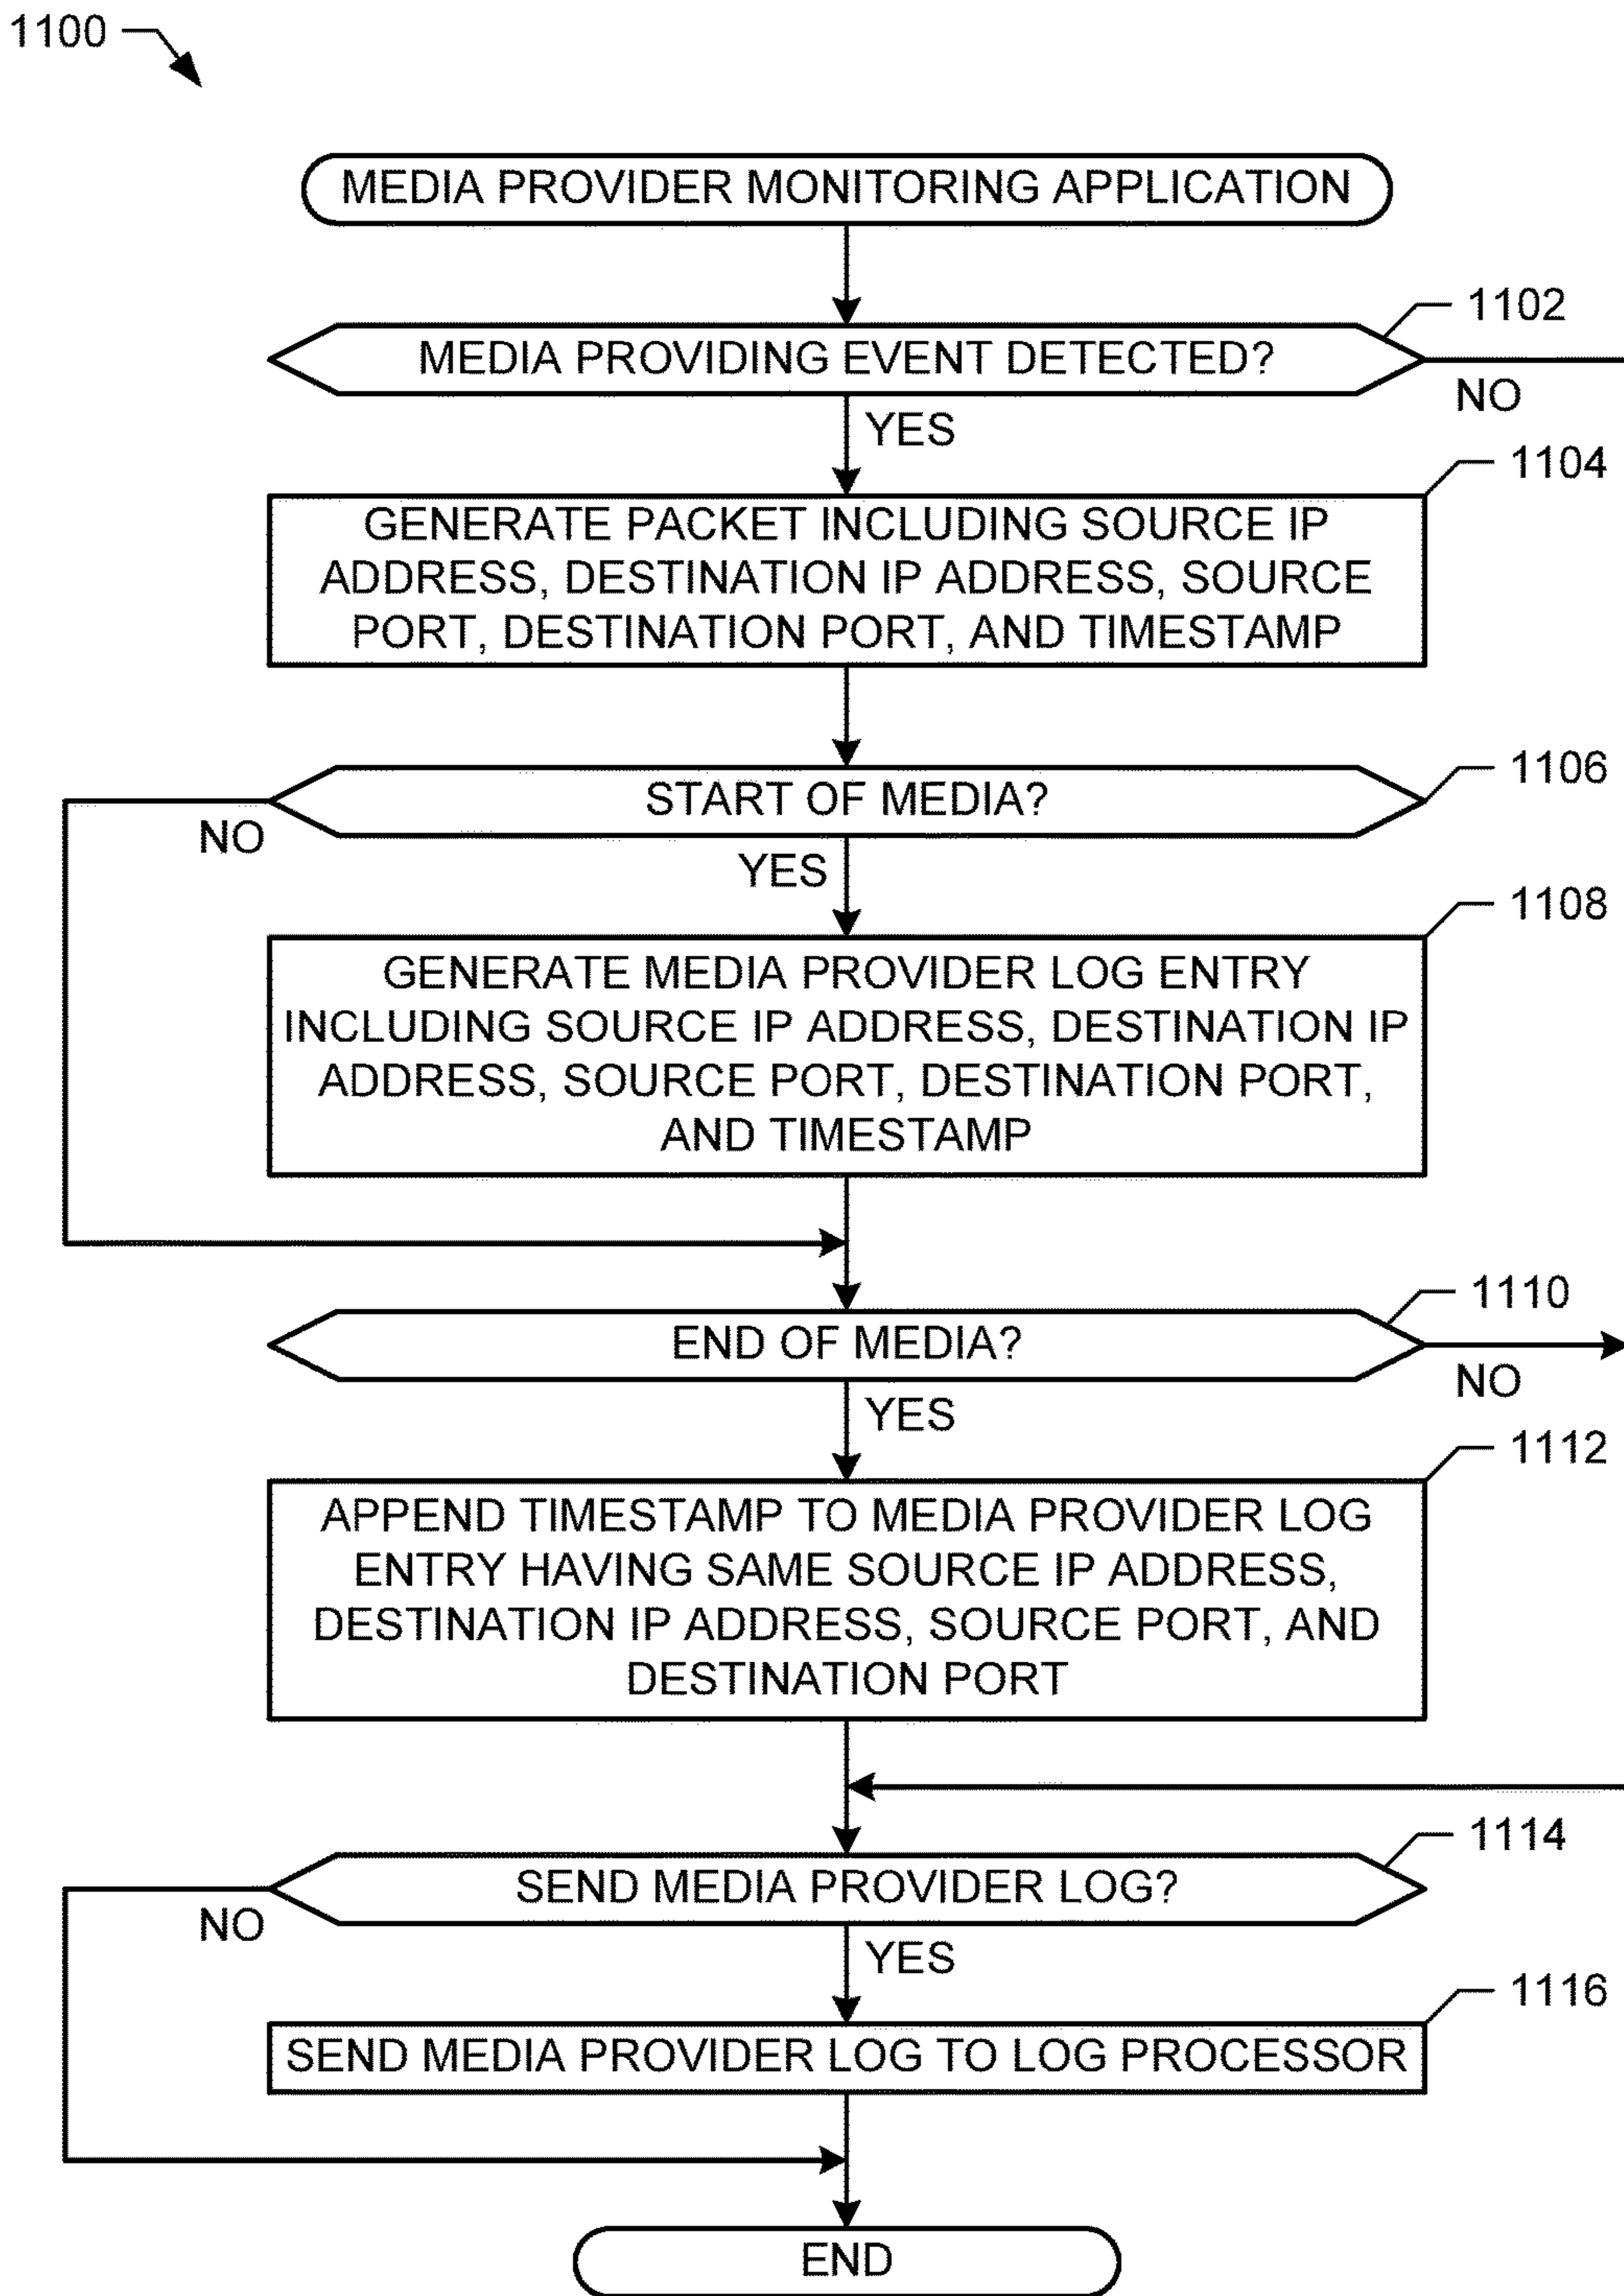 1100
MEDIA PROVIDER MONITORING APPLICATION
1102
MEDIA PROVIDING EVENT DETECTED?
NO
YES
1104
GENERATE PACKET INCLUDING SOURCE IP
ADDRESS, DESTINATION IP ADDRESS, SOURCE
PORT, DESTINATION PORT, AND TIMESTAMP
1106
START OF MEDIA?
NO
YES
1108
GENERATE MEDIA PROVIDER LOG ENTRY
INCLUDING SOURCE IP ADDRESS, DESTINATION IP
ADDRESS, SOURCE PORT, DESTINATION PORT,
AND TIMESTAMP
1110
END OF MEDIA?
NO
YES
1112
APPEND TIMESTAMP TO MEDIA PROVIDER LOG
ENTRY HAVING SAME SOURCE IP ADDRESS,
DESTINATION IP ADDRESS, SOURCE PORT, AND
DESTINATION PORT
1114
SEND MEDIA PROVIDER LOG?
NO
YES
1116
SEND MEDIA PROVIDER LOG TO LOG PROCESSOR
END